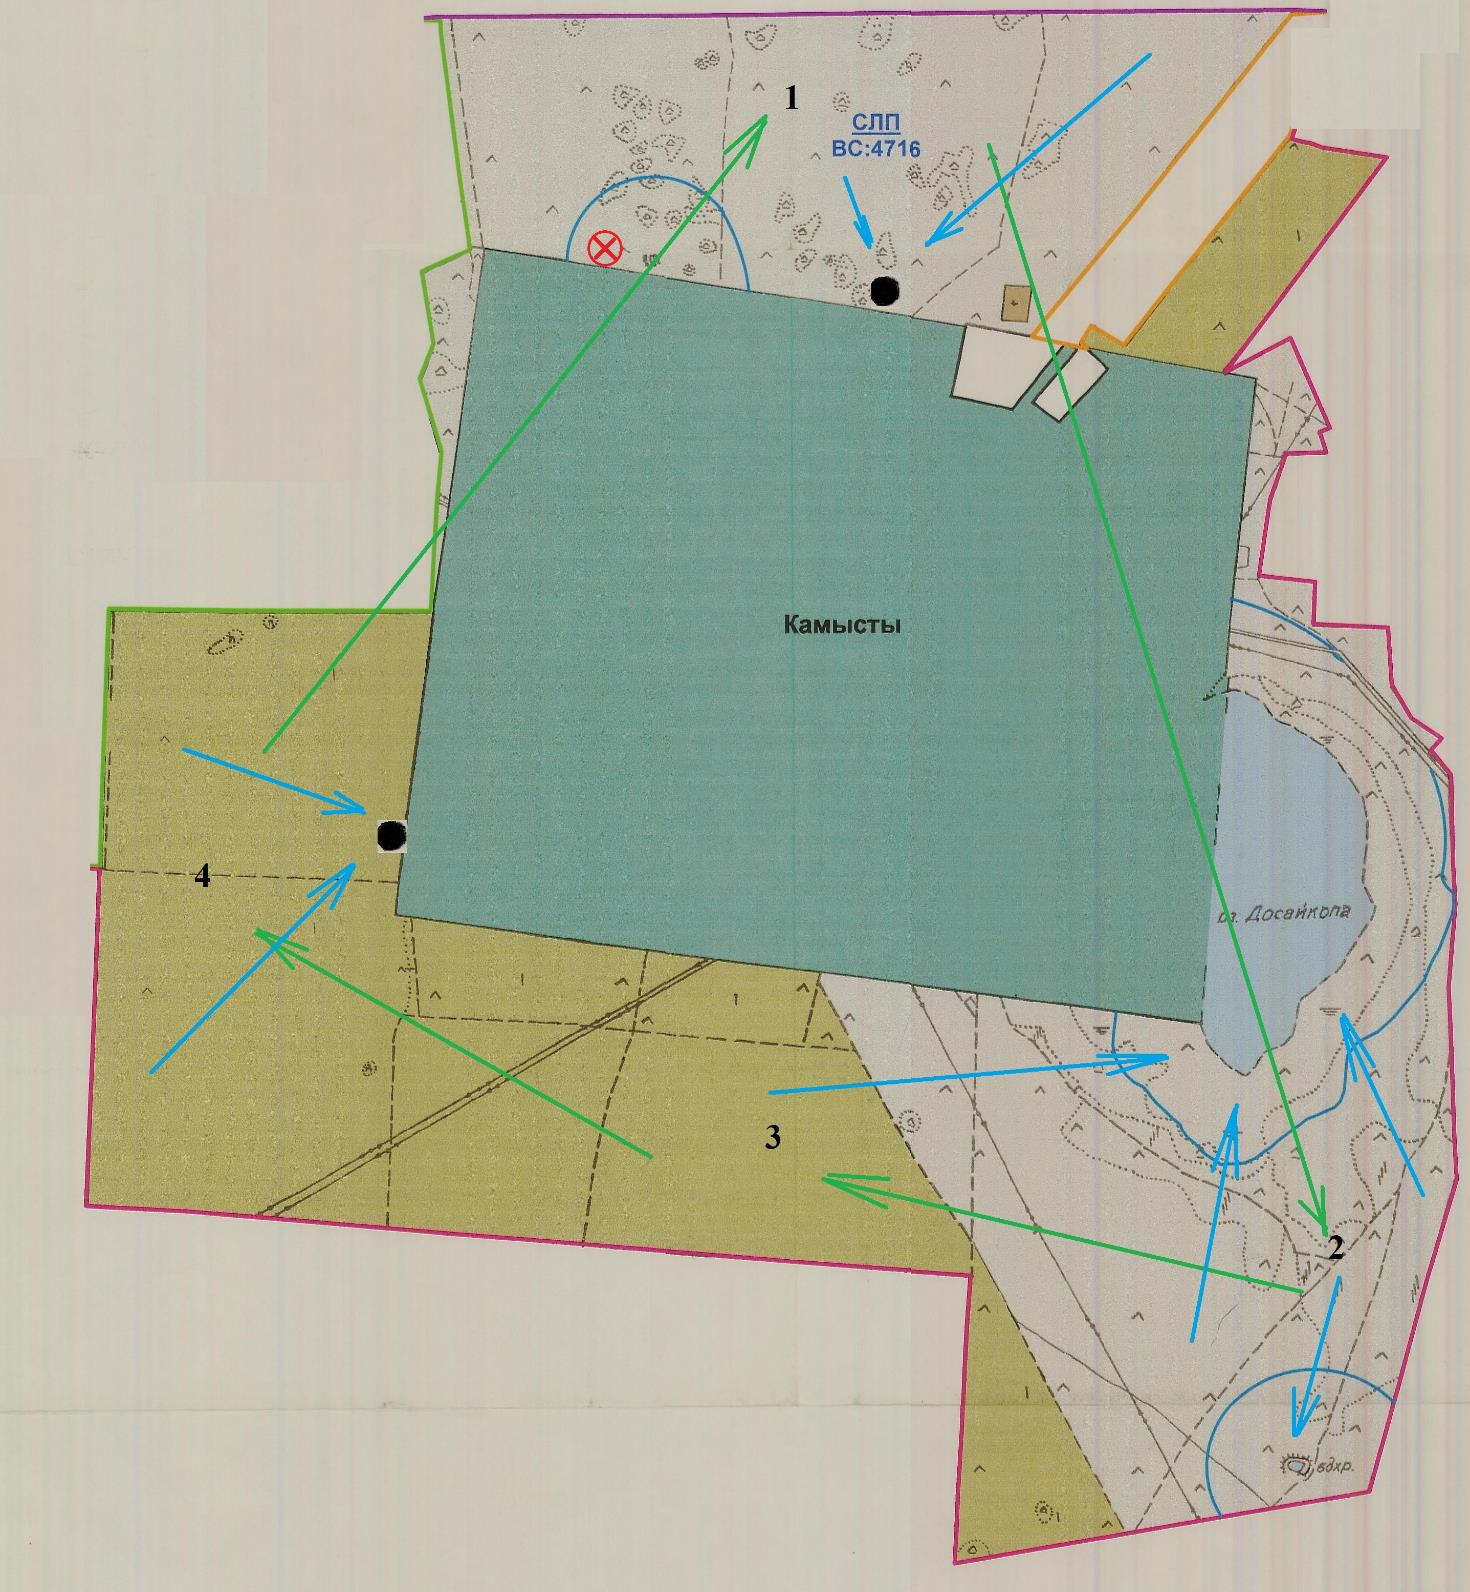 1
СЛП
ВС:4716
Камысты
4
оз. Досайкопа
3
2
вдхр.